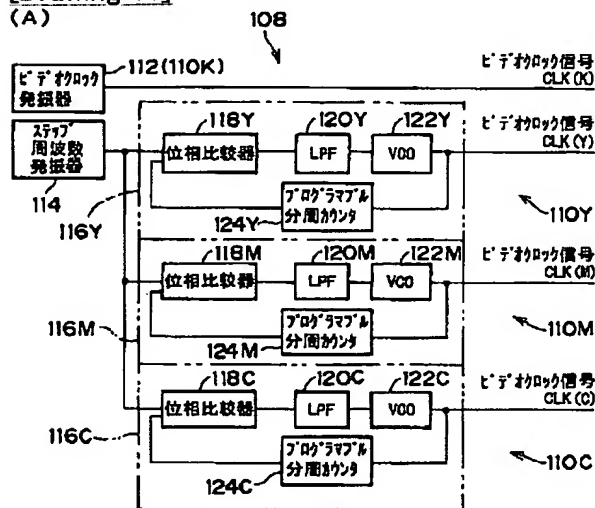 (A)
108
ビデオクロック
発振器
112(110K)
ビデオクロック信号
CLK(K)
ステップ
周波数
発振器
114
118Y
120Y
122Y
位相比較器
LPF
VCO
ビデオクロック信号
CLK(Y)
プログラマブル
分周カウンタ
124Y
116Y
110Y
118M
120M
122M
位相比較器
LPF
VCO
ビデオクロック信号
CLK(M)
プログラマブル
分周カウンタ
124M
116M
110M
118C
120C
122C
位相比較器
LPF
VCO
ビデオクロック信号
CLK(C)
プログラマブル
分周カウンタ
124C
116C
110C